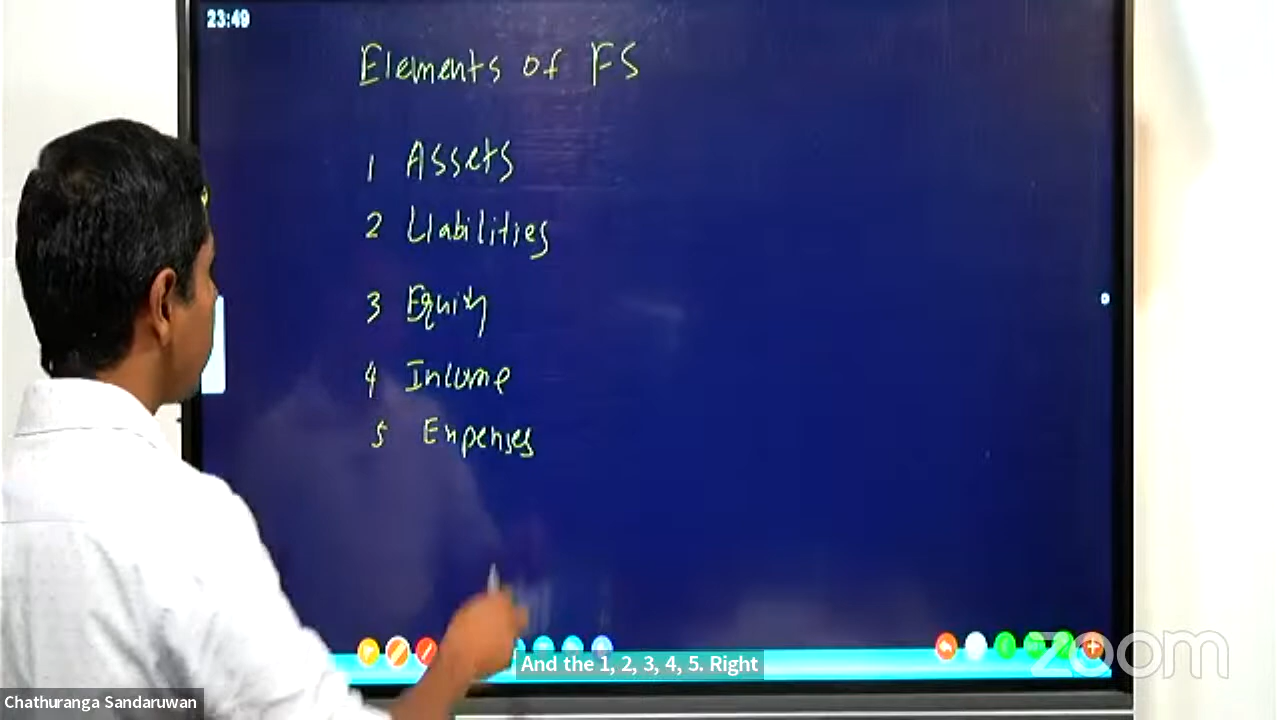 23:49
Elements of FS
1 Assets
2 Liabilities
3 Equity
4 Income
5 Expenses
zoom
And the 1, 2, 3, 4, 5. Right
Chathuranga Sandaruwan